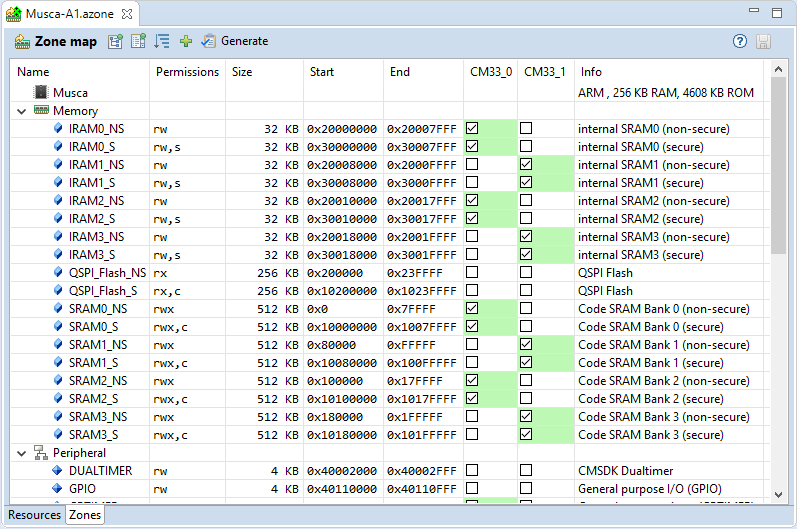 Musca-A1.azone
Zone map Generate
Name Permissions Size Start End CM33_0 CM33_1 Info
Musca ARM , 256 KB RAM, 4608 KB ROM
Memory
IRAM0_NS rw 32 KB 0x20000000 0x20007FFF internal SRAM0 (non-secure)
IRAM0_S rw,s 32 KB 0x30000000 0x30007FFF internal SRAM0 (secure)
IRAM1_NS rw 32 KB 0x20008000 0x2000FFFF internal SRAM1 (non-secure)
IRAM1_S rw,s 32 KB 0x30008000 0x3000FFFF internal SRAM1 (secure)
IRAM2_NS rw 32 KB 0x20010000 0x20017FFF internal SRAM2 (non-secure)
IRAM2_S rw,s 32 KB 0x30010000 0x30017FFF internal SRAM2 (secure)
IRAM3_NS rw 32 KB 0x20018000 0x2001FFFF internal SRAM3 (non-secure)
IRAM3_S rw,s 32 KB 0x30018000 0x3001FFFF internal SRAM3 (secure)
QSPI_Flash_NS rx 256 KB 0x200000 0x23FFFF QSPI Flash
QSPI_Flash_S rx,c 256 KB 0x10200000 0x1023FFFF QSPI Flash
SRAM0_NS rwx 512 KB 0x0 0x7FFFF Code SRAM Bank 0 (non-secure)
SRAM0_S rwx,c 512 KB 0x10000000 0x1007FFFF Code SRAM Bank 0 (secure)
SRAM1_NS rwx 512 KB 0x80000 0xFFFFF Code SRAM Bank 1 (non-secure)
SRAM1_S rwx,c 512 KB 0x10080000 0x100FFFFF Code SRAM Bank 1 (secure)
SRAM2_NS rwx 512 KB 0x100000 0x17FFFF Code SRAM Bank 2 (non-secure)
SRAM2_S rwx,c 512 KB 0x10100000 0x1017FFFF Code SRAM Bank 2 (secure)
SRAM3_NS rwx 512 KB 0x180000 0x1FFFFF Code SRAM Bank 3 (non-secure)
SRAM3_S rwx,c 512 KB 0x10180000 0x101FFFFF Code SRAM Bank 3 (secure)
Peripheral
DUALTIMER rw 4 KB 0x40002000 0x40002FFF CMSDK Dualtimer
GPIO rw 4 KB 0x40110000 0x40110FFF General purpose I/O (GPIO)
Resources Zones